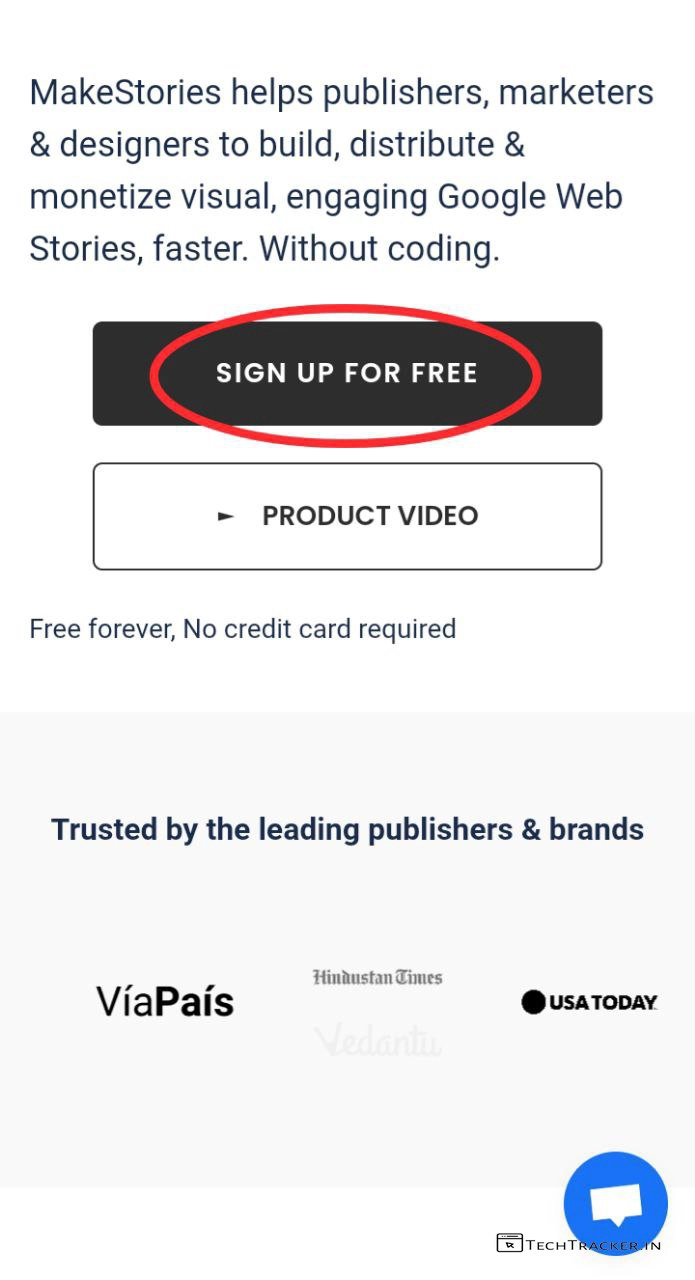 MakeStories helps publishers, marketers
& designers to build, distribute &
monetize visual, engaging Google Web
Stories, faster. Without coding.
SIGN UP FOR FREE
► PRODUCT VIDEO
Free forever, No credit card required
Trusted by the leading publishers & brands
VíaPaís
Hindustan Times
Vedantu
USA TODAY
TECHTRACKER.IN